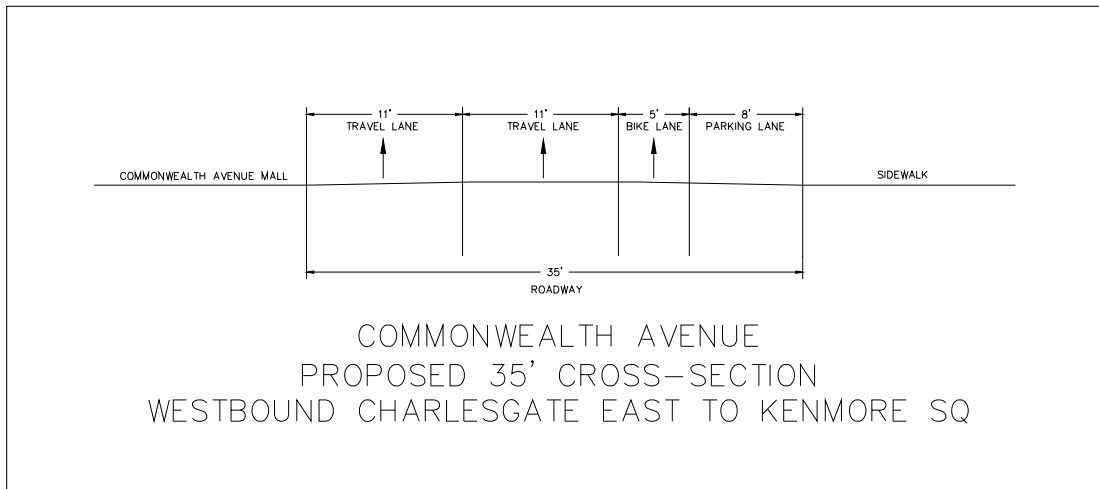 11' 11' 5' 8'
TRAVEL LANE TRAVEL LANE BIKE LANE PARKING LANE
COMMONWEALTH AVENUE MALL SIDEWALK
35'
ROADWAY
COMMONWEALTH AVENUE
PROPOSED 35' CROSS-SECTION
WESTBOUND CHARLESGATE EAST TO KENMORE SQ